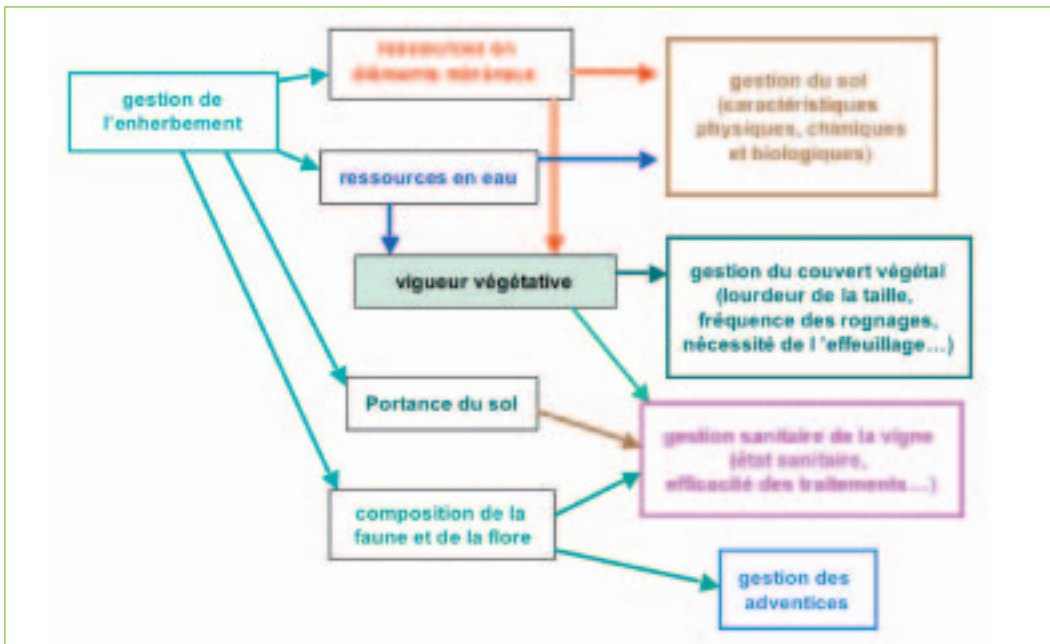 ressources en
éléments minéraux
gestion de
l'enherbement
gestion du sol
(caractéristiques
physiques, chimiques
et biologiques)
ressources en eau
vigueur végétative
gestion du couvert végétal
(lourdeur de la taille,
fréquence des rognages,
nécessité de l 'effeuillage...)
Portance du sol
gestion sanitaire de la vigne
(état sanitaire,
efficacité des traitements...)
composition de la
faune et de la flore
gestion des
adventices